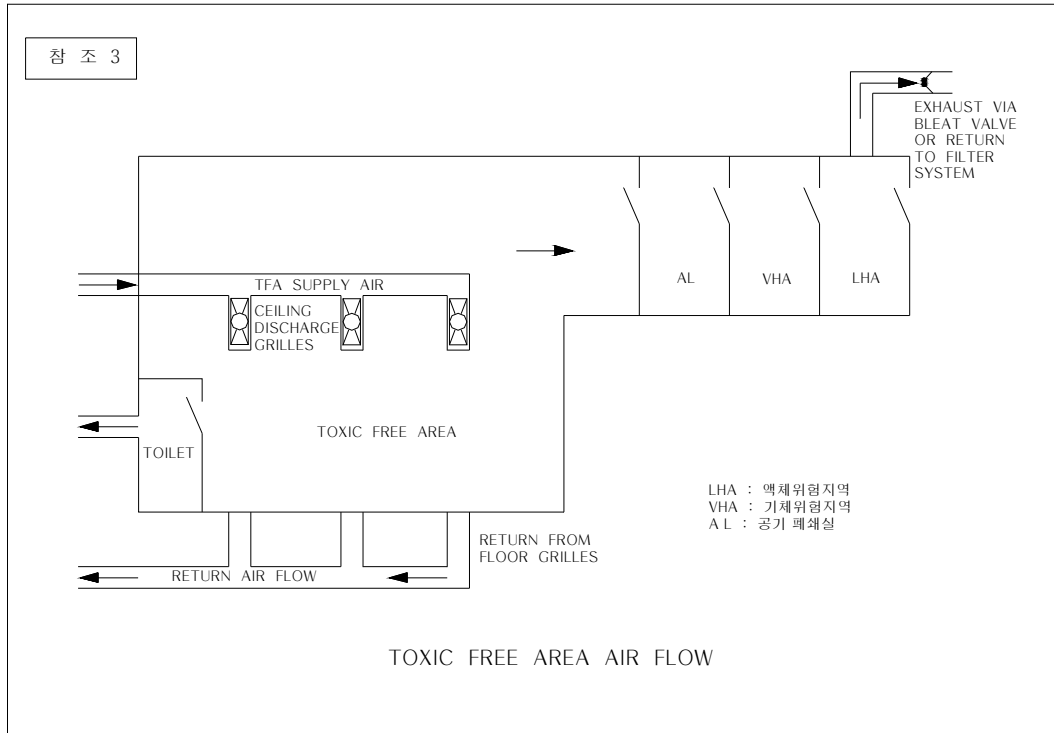 참 조 3
EXHAUST VIA
BLEAT VALVE
OR RETURN
TO FILTER
SYSTEM
AL
VHA
LHA
TFA SUPPLY AIR
CEILING
DISCHARGE
GRILLES
TOXIC FREE AREA
TOILET
LHA : 액체위험지역
VHA : 기체위험지역
A L : 공기 폐쇄실
RETURN FROM
FLOOR GRILLES
RETURN AIR FLOW
TOXIC FREE AREA AIR FLOW